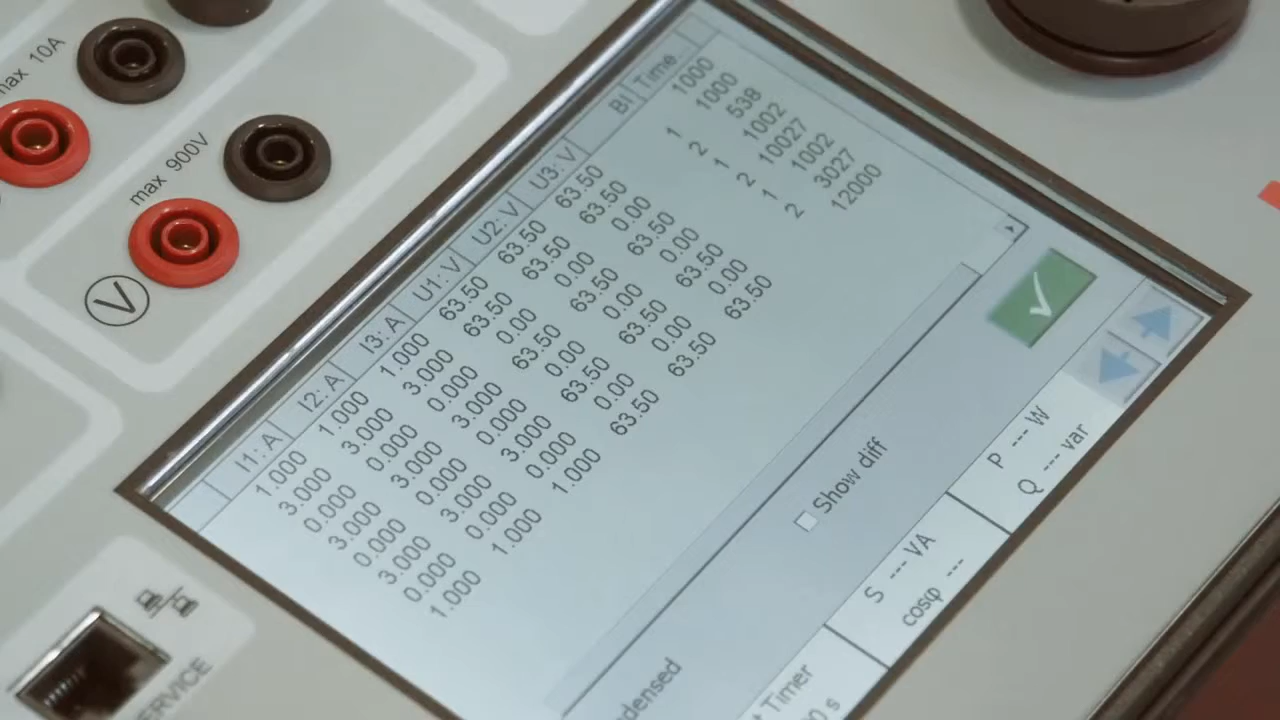 max 10A
max 900V
V
I1: A I2: A I3: A U1: V U2: V U3: V BI Time
1.000 1.000 1.000 63.50 63.50 63.50 1000
3.000 3.000 3.000 63.50 63.50 63.50 1 1000
0.000 0.000 0.000 0.00 0.00 0.00 2 538
3.000 3.000 3.000 63.50 63.50 63.50 1 1002
0.000 0.000 0.000 0.00 0.00 0.00 2 10027
3.000 3.000 3.000 63.50 63.50 63.50 1 1002
0.000 0.000 0.000 0.00 0.00 0.00 2 3027
1.000 1.000 1.000 63.50 63.50 63.50 12000
Show diff
P --- W
Q --- var
S --- VA
cosφ ---
Timer